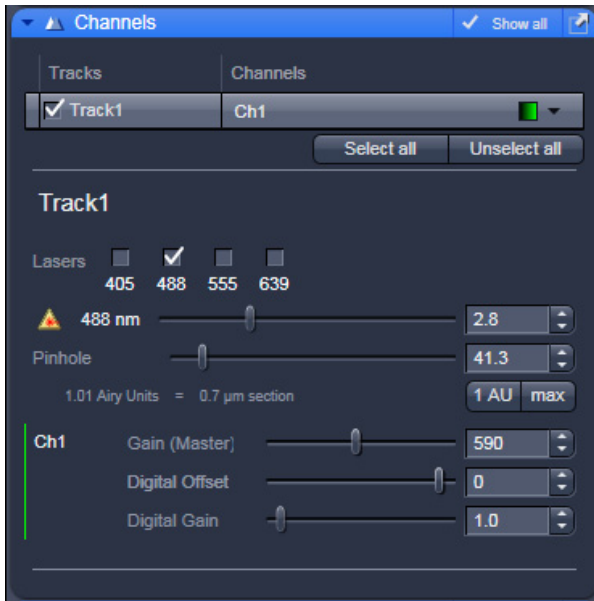 Channels Show all
Tracks Channels
Track1 Ch1
Select all Unselect all
Track1
Lasers
405 488 555 639
488 nm 2.8
Pinhole 41.3
1.01 Airy Units = 0.7 µm section 1 AU max
Ch1 Gain (Master) 590
Digital Offset 0
Digital Gain 1.0